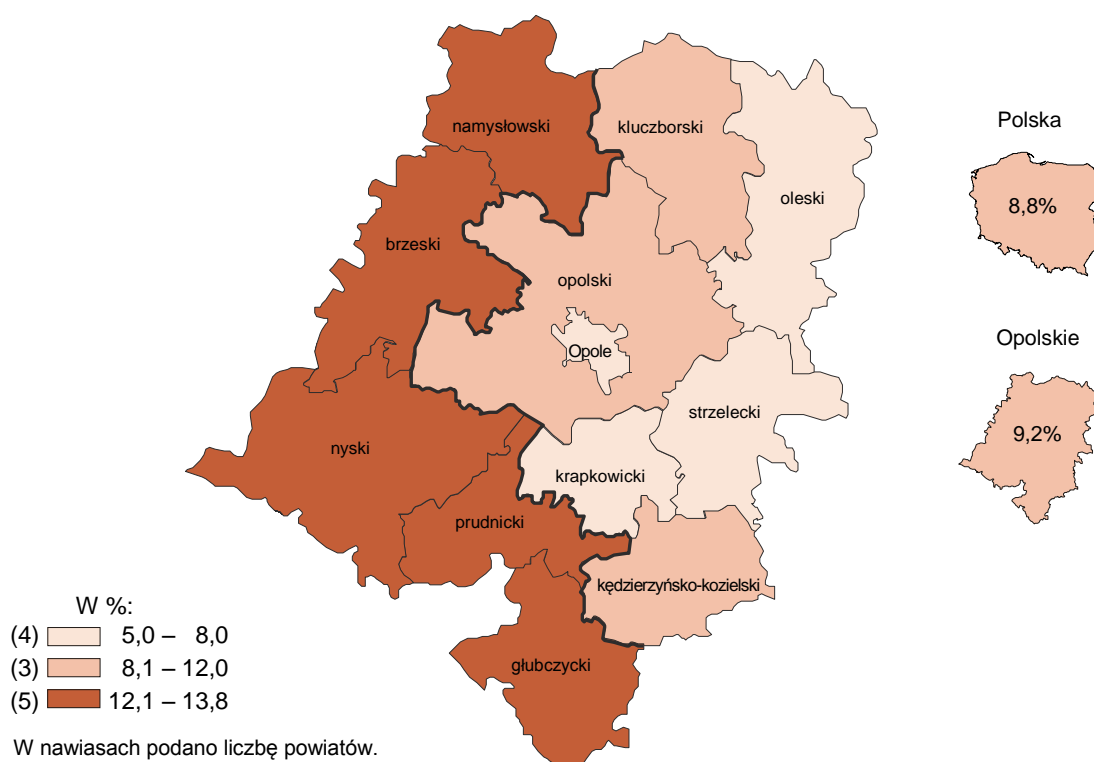 namysłowski
kluczborski
oleski
brzeski
opolski
Opole
strzelecki
nyski
krapkowicki
prudnicki
kędzierzyńsko-kozielski
głubczycki
Polska
8,8%
Opolskie
9,2%
W %:
(4) 5,0 – 8,0
(3) 8,1 – 12,0
(5) 12,1 – 13,8
W nawiasach podano liczbę powiatów.